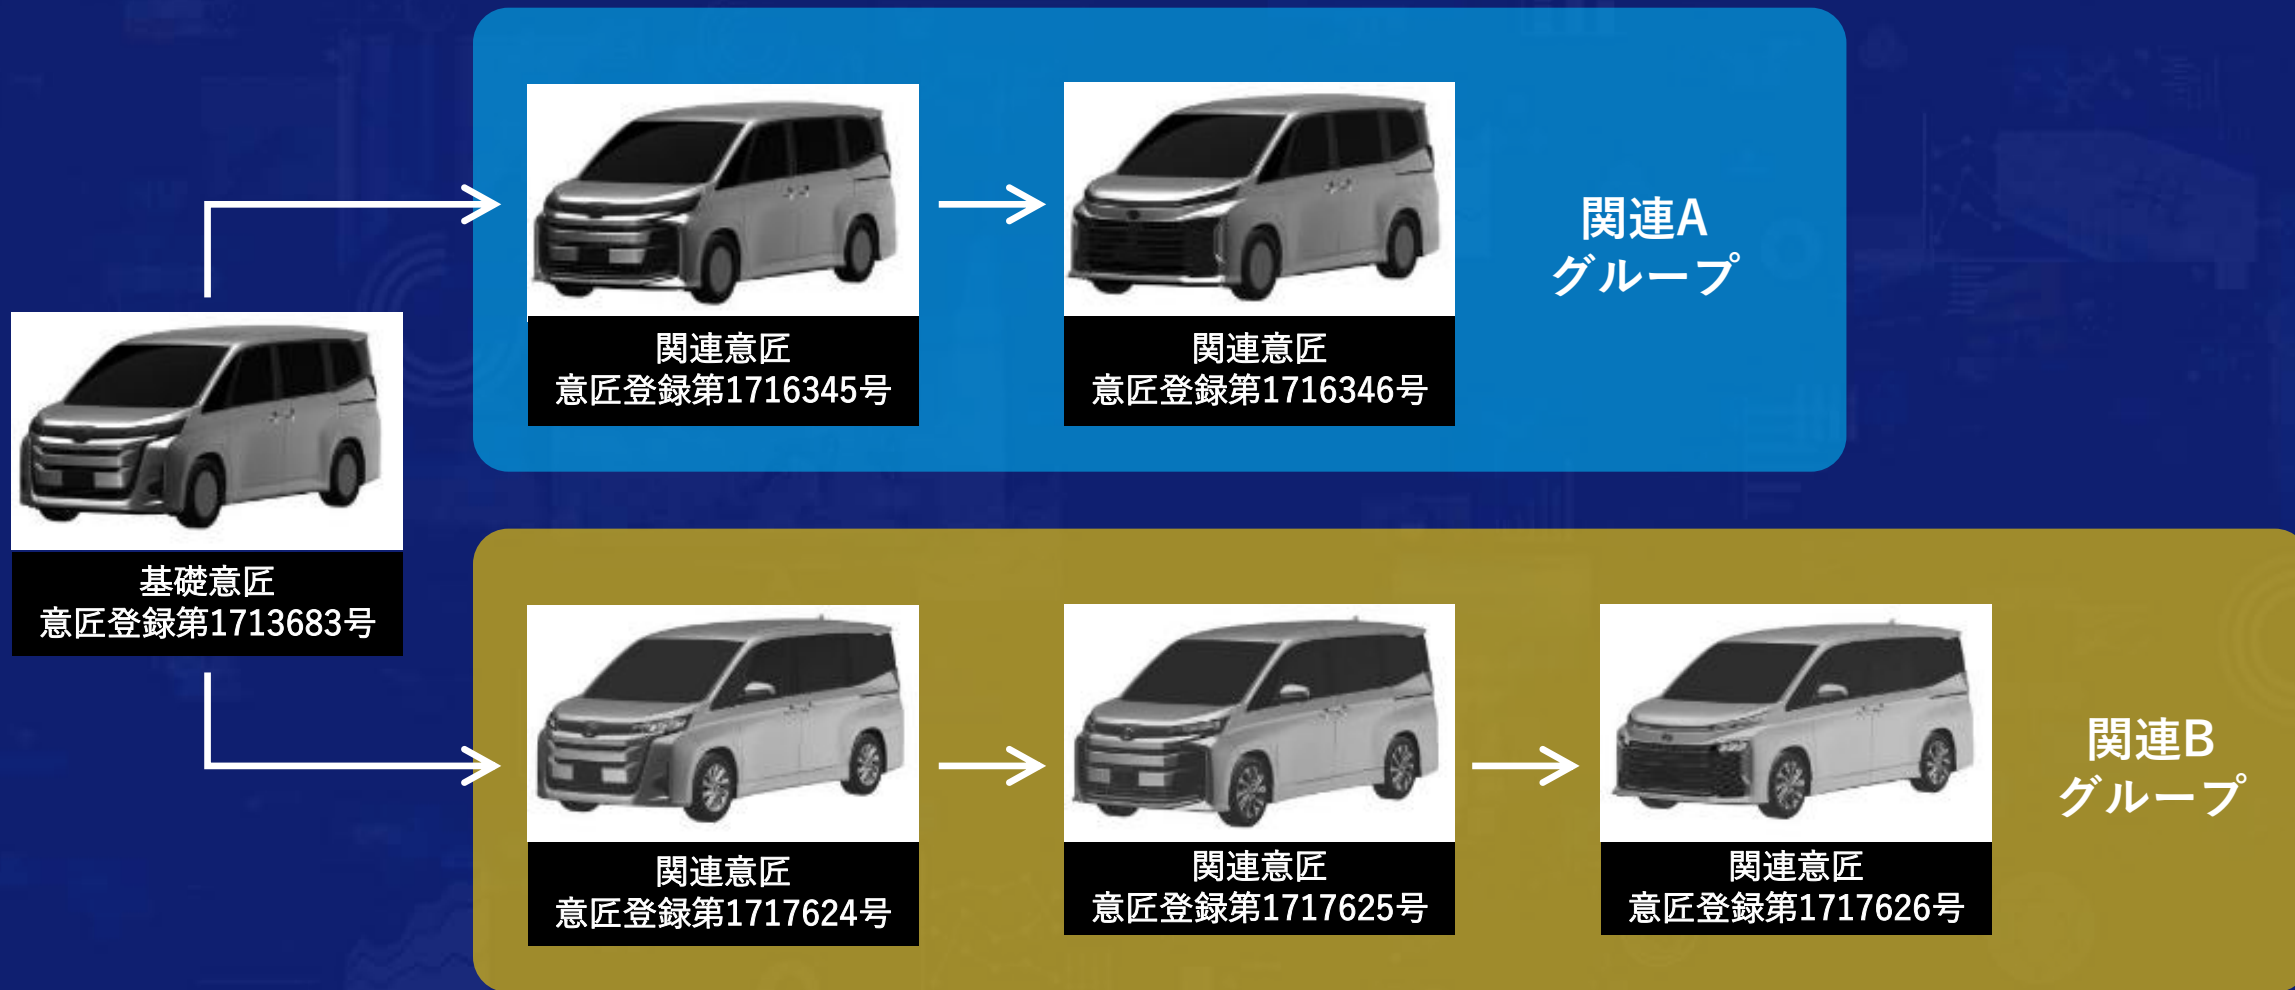 関連意匠
意匠登録第1716345号
関連意匠
意匠登録第1716346号
関連A
グループ
基礎意匠
意匠登録第1713683号
関連意匠
意匠登録第1717624号
関連意匠
意匠登録第1717625号
関連意匠
意匠登録第1717626号
関連B
グループ